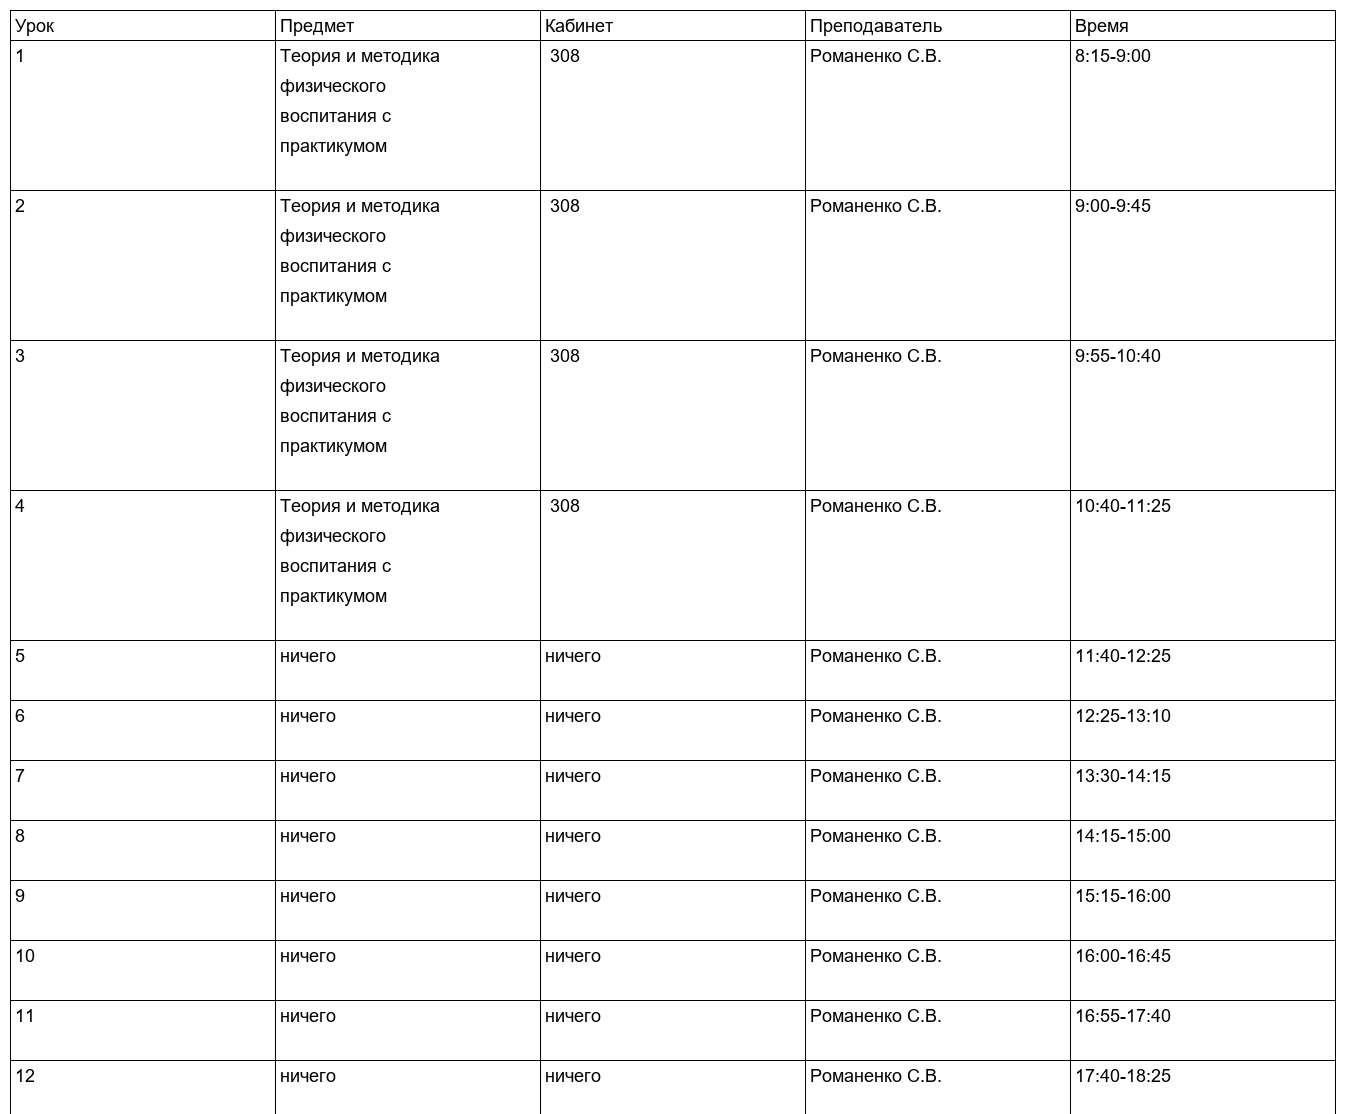 Урок Предмет Кабинет Преподаватель Время
1 Теория и методика 308 Романенко С.В. 8:15-9:00
физического
воспитания с
практикумом
2 Теория и методика 308 Романенко С.В. 9:00-9:45
физического
воспитания с
практикумом
3 Теория и методика 308 Романенко С.В. 9:55-10:40
физического
воспитания с
практикумом
4 Теория и методика 308 Романенко С.В. 10:40-11:25
физического
воспитания с
практикумом
5 ничего ничего Романенко С.В. 11:40-12:25
6 ничего ничего Романенко С.В. 12:25-13:10
7 ничего ничего Романенко С.В. 13:30-14:15
8 ничего ничего Романенко С.В. 14:15-15:00
9 ничего ничего Романенко С.В. 15:15-16:00
10 ничего ничего Романенко С.В. 16:00-16:45
11 ничего ничего Романенко С.В. 16:55-17:40
12 ничего ничего Романенко С.В. 17:40-18:25